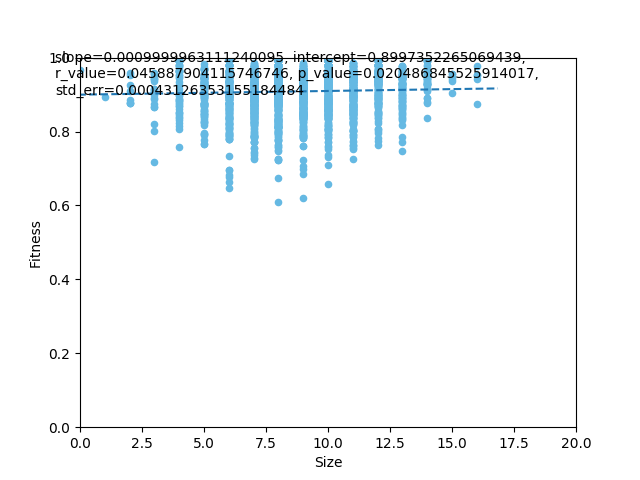 slope=0.0009999963111240095, intercept=0.8997352265069439,
r_value=0.045887904115746746, p_value=0.020486845525914017,
std_err=0.00043126353155184484
1.0
0.8
0.6
0.4
0.2
0.0
Fitness
0.0 2.5 5.0 7.5 10.0 12.5 15.0 17.5 20.0
Size